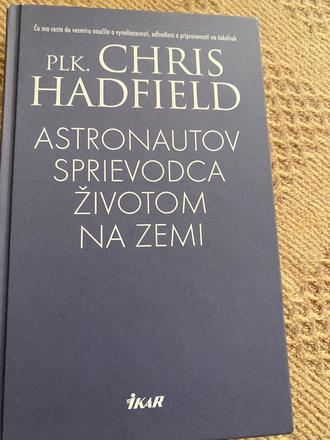 Čo ma cesta do vesmíru naučila o vynaliezavosti, odhodlaní a pripravenosti na čokoľvek
PLK. CHRIS
HADFIELD
ASTRONAUTOV
SPRIEVODCA
ŽIVOTOM
NA ZEMI
IKAR